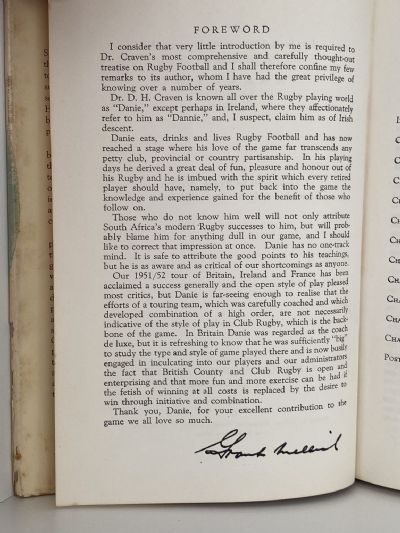 FOREWORD
I consider that very little introduction by me is required to
Dr. Craven's most comprehensive and carefully thought-out
treatise on Rugby Football and I shall therefore confine my few
remarks to its author, whom I have had the great privilege of
knowing over a number of years.
Dr. D. H. Craven is known all over the Rugby playing world
as "Danie," except perhaps in Ireland, where they affectionately
refer to him as "Dannie," and, I suspect, claim him as of Irish
descent.
Danie eats, drinks and lives Rugby Football and has now
reached a stage where his love of the game far transcends any
petty club, provincial or country partisanship. In his playing
days he derived a great deal of fun, pleasure and honour out of
his Rugby and he is imbued with the spirit which every retired
player should have, namely, to put back into the game the
knowledge and experience gained for the benefit of those who
follow on.
Those who do not know him well will not only attribute
South Africa's modern Rugby successes to him, but will pro-
bably blame him for anything dull in our game, and I should
like to correct that impression at once. Danie has no one-track
mind. It is safe to attribute the good points to his teachings,
but he is as aware and as critical of our shortcomings as anyone.
Our 1951/52 tour of Britain, Ireland and France has been
acclaimed a success generally and the open style of play pleased
most critics, but Danie is far-seeing enough to realise that the
efforts of a touring team, which was carefully coached and which
developed combination of a high order, are not necessarily
indicative of the style of play in Club Rugby, which is the back-
bone of the game. In Britain Danie was regarded as the coach
de luxe, but it is refreshing to know that he was sufficiently "big"
to study the type and style of game played there and is now busily
engaged in inculcating into our players and our administrators
the fact that British County and Club Rugby is open and
enterprising and that more fun and more exercise can be had if
the fetish of winning at all costs is replaced by the desire to
win through initiative and combination.
Thank you, Danie, for your excellent contribution to the
game we all love so much.